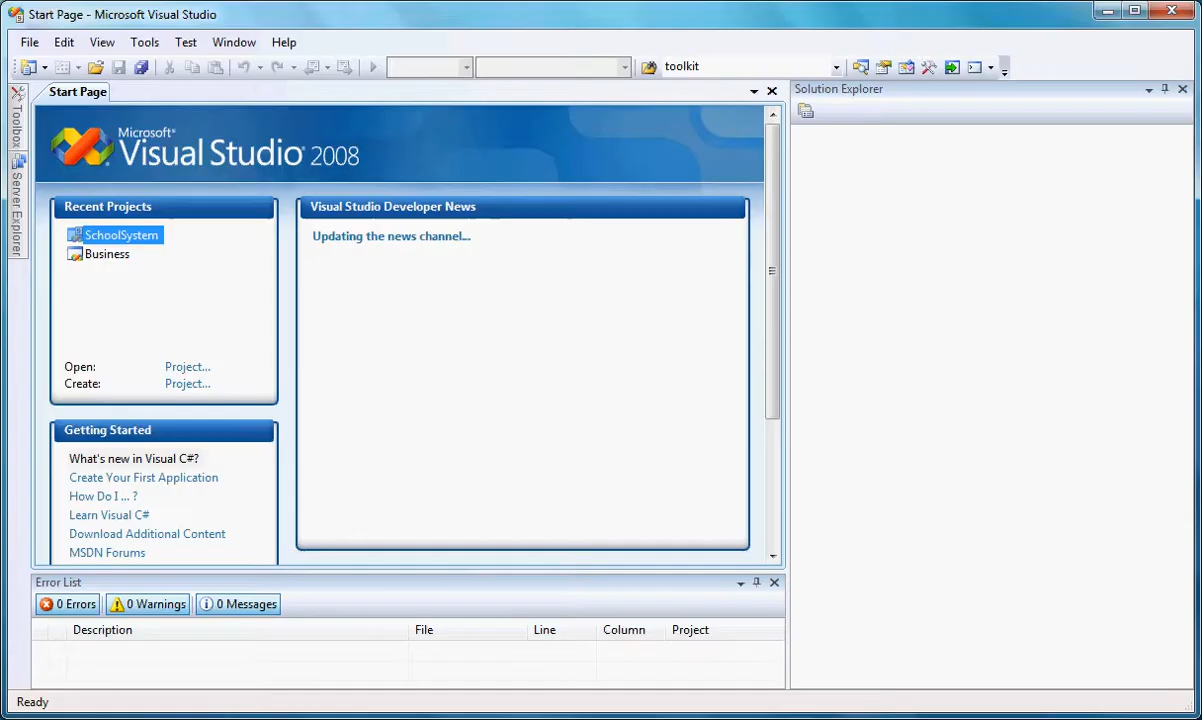 Start Page - Microsoft Visual Studio
File Edit View Tools Test Window Help
toolkit
Toolbox
Server Explorer
Start Page
Microsoft®
Visual Studio® 2008
Recent Projects
SchoolSystem
Business
Open: Project...
Create: Project...
Getting Started
What's new in Visual C#?
Create Your First Application
How Do I ... ?
Learn Visual C#
Download Additional Content
MSDN Forums
Visual Studio Developer News
Updating the news channel...
Solution Explorer
Error List
0 Errors 0 Warnings 0 Messages
Description File Line Column Project
Ready